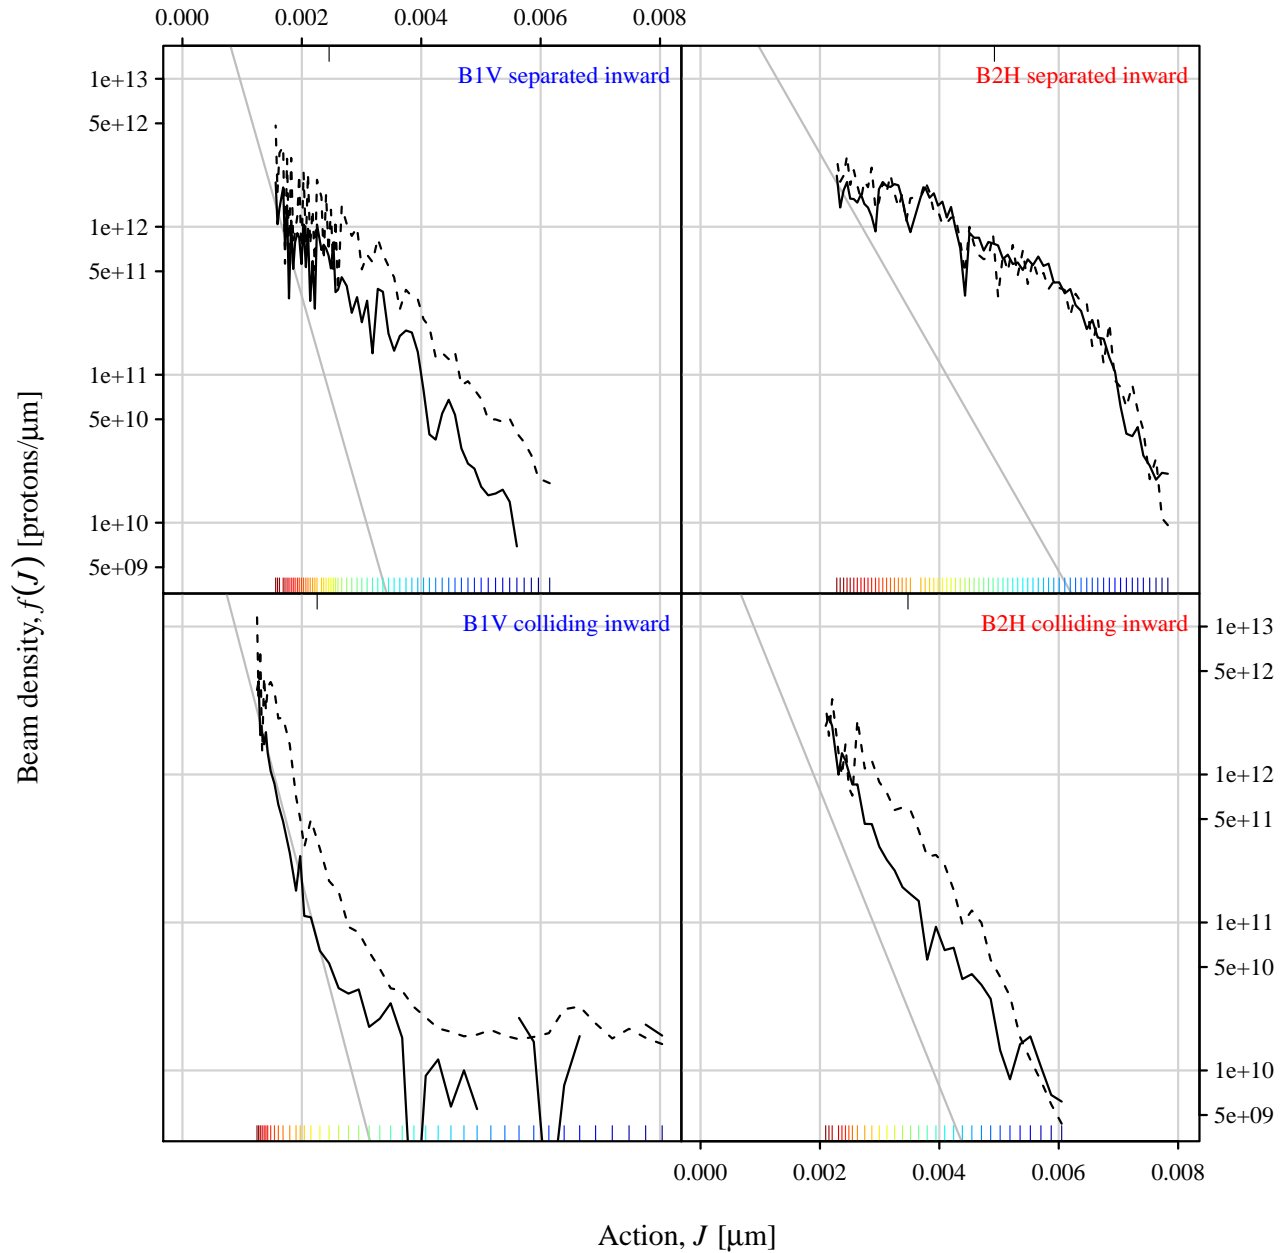 0.000 0.002 0.004 0.006 0.008
B1V separated inward
B2H separated inward
1e+13
5e+12
1e+12
5e+11
1e+11
5e+10
1e+10
5e+09
Beam density, f(J) [protons/μm]
B1V colliding inward
B2H colliding inward
1e+13
5e+12
1e+12
5e+11
1e+11
5e+10
1e+10
5e+09
0.000 0.002 0.004 0.006 0.008
Action, J [μm]